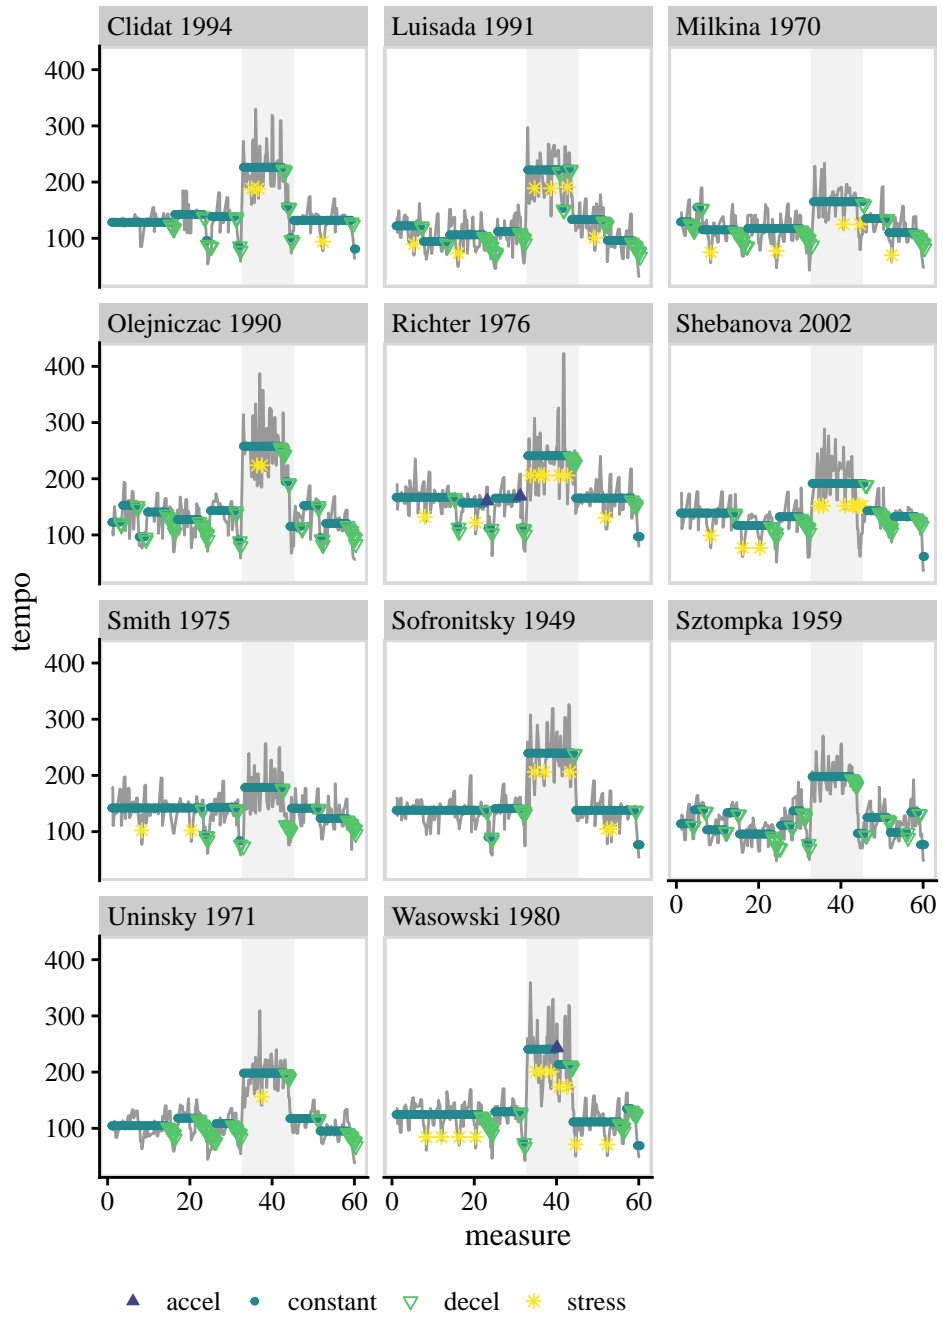 Clidat 1994 Luisada 1991 Milkina 1970
400
300
200
100
Olejniczac 1990 Richter 1976 Shebanova 2002
400
300
200
100
tempo
Smith 1975 Sofronitsky 1949 Sztompka 1959
400
300
200
100
0 20 40 60
Uninsky 1971 Wasowski 1980
400
300
200
100
0 20 40 60 0 20 40 60
measure
accel constant decel stress